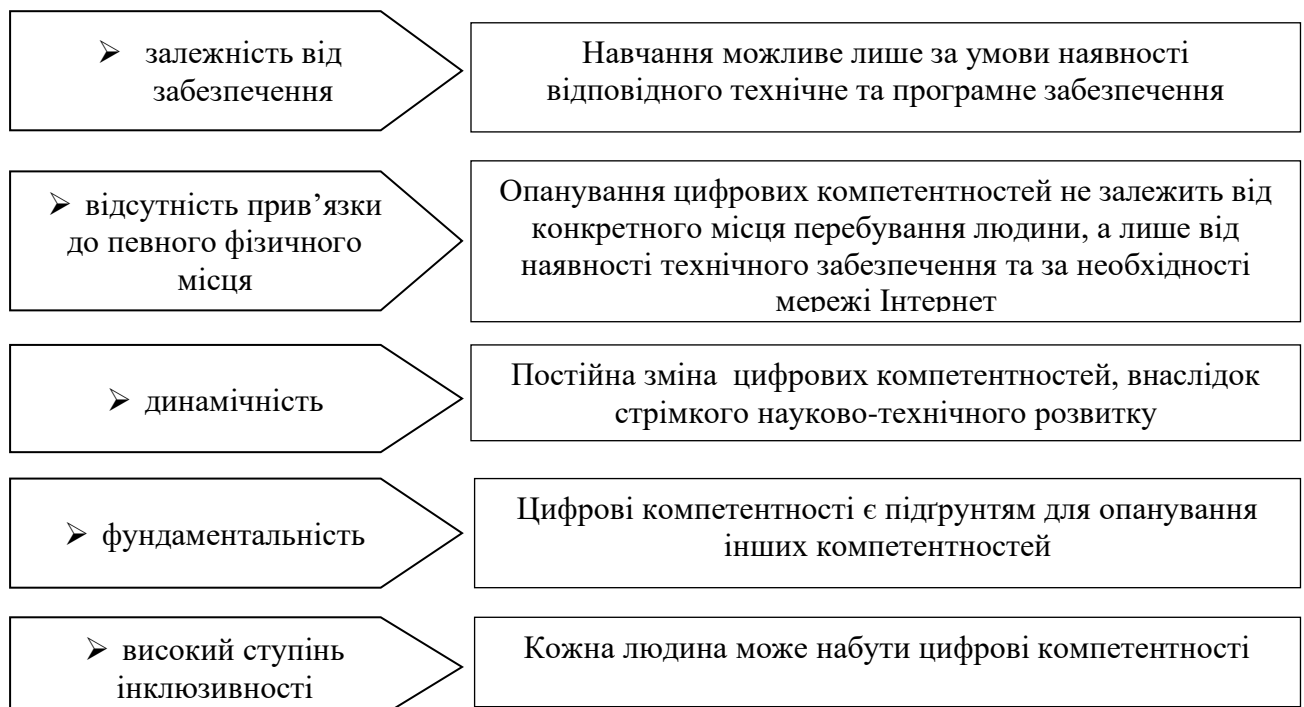 ➢ залежність від
забезпечення
Навчання можливе лише за умови наявності
відповідного технічне та програмне забезпечення
➢ відсутність прив’язки
до певного фізичного
місця
Опанування цифрових компетентностей не залежить від
конкретного місця перебування людини, а лише від
наявності технічного забезпечення та за необхідності
мережі Інтернет
➢ динамічність
Постійна зміна цифрових компетентностей, внаслідок
стрімкого науково-технічного розвитку
➢ фундаментальність
Цифрові компетентності є підґрунтям для опанування
інших компетентностей
➢ високий ступінь
інклюзивності
Кожна людина може набути цифрові компетентності